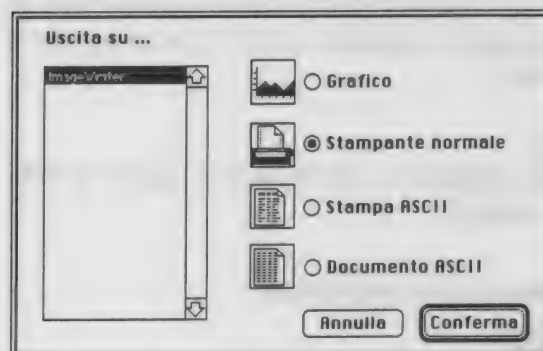 Uscita su ...
ImageWriter
Grafico
Stampante normale
Stampa ASCII
Documento ASCII
Annulla
Conferma